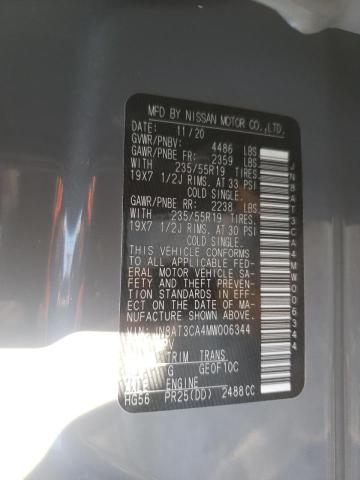 MFD BY NISSAN MOTOR CO.,LTD.
DATE: 11/20
GVWR/PNBV: 4486 LBS
GAWR/PNBE FR: 2359 LBS
WITH 235/55R19 TIRES
19X7 1/2J RIMS. AT 33 PSI
COLD SINGLE.
GAWR/PNBE RR: 2238 LBS
WITH 235/55R19 TIRES
19X7 1/2J RIMS. AT 30 PSI
COLD SINGLE.
THIS VEHICLE CONFORMS
TO ALL APPLICABLE FED-
ERAL MOTOR VEHICLE SA-
FETY AND THEFT PREVEN-
TION STANDARDS IN
EFFECT ON THE DATE OF MA-
NUFACTURE SHOWN ABOVE.
VIN: JN8AT3CA4MW006344
TRIM TRANS
G GE0F10C
ENGINE
HG56 PR25(DD) 2488CC
JN8AT3CA4MW006344